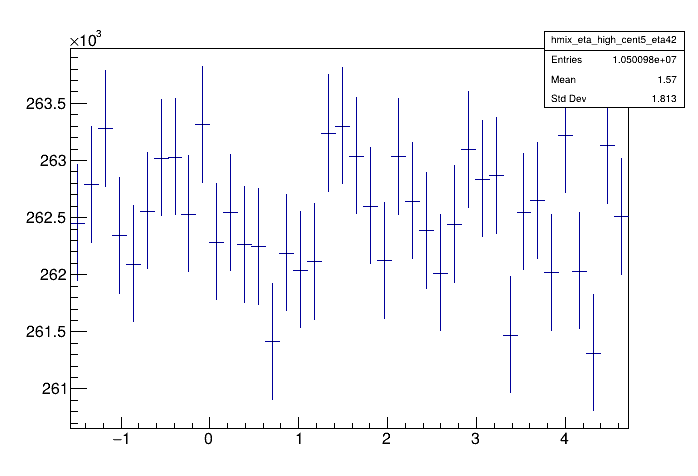 ×10³
hmix_eta_high_cent5_eta42
Entries 1.050098e+07
Mean 1.57
Std Dev 1.813
263.5
263
262.5
262
261.5
261
−1 0 1 2 3 4